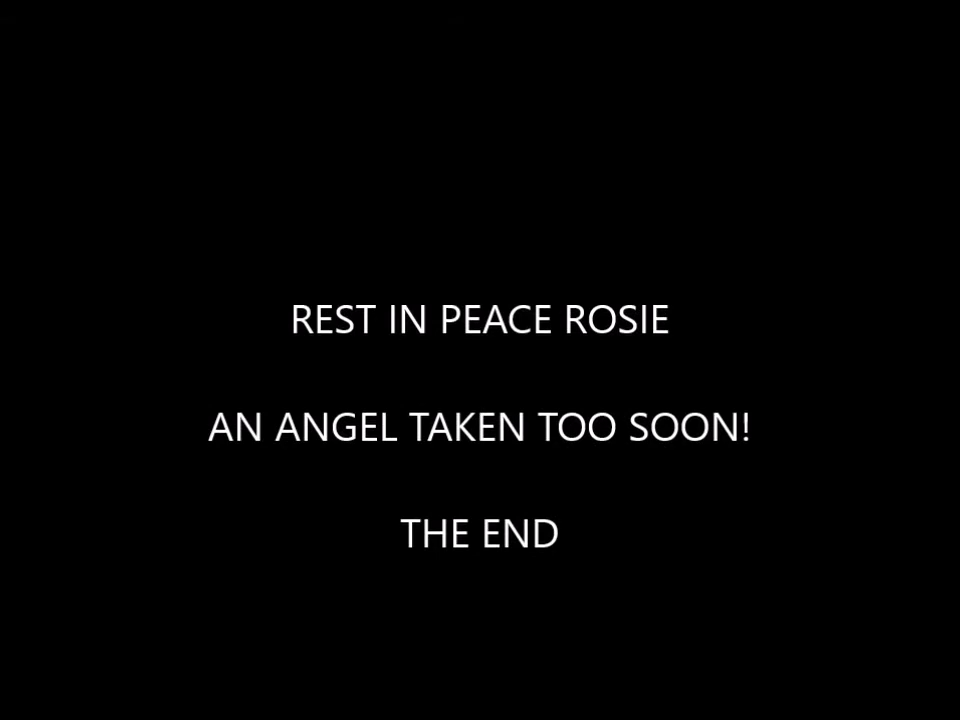 REST IN PEACE ROSIE
AN ANGEL TAKEN TOO SOON!
THE END